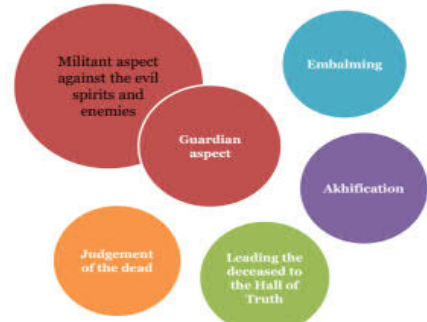 Militant aspect
against the evil
spirits and
enemies
Guardian
aspect
Embalming
Akhification
Judgement
of the dead
Leading the
deceased to
the Hall of
Truth